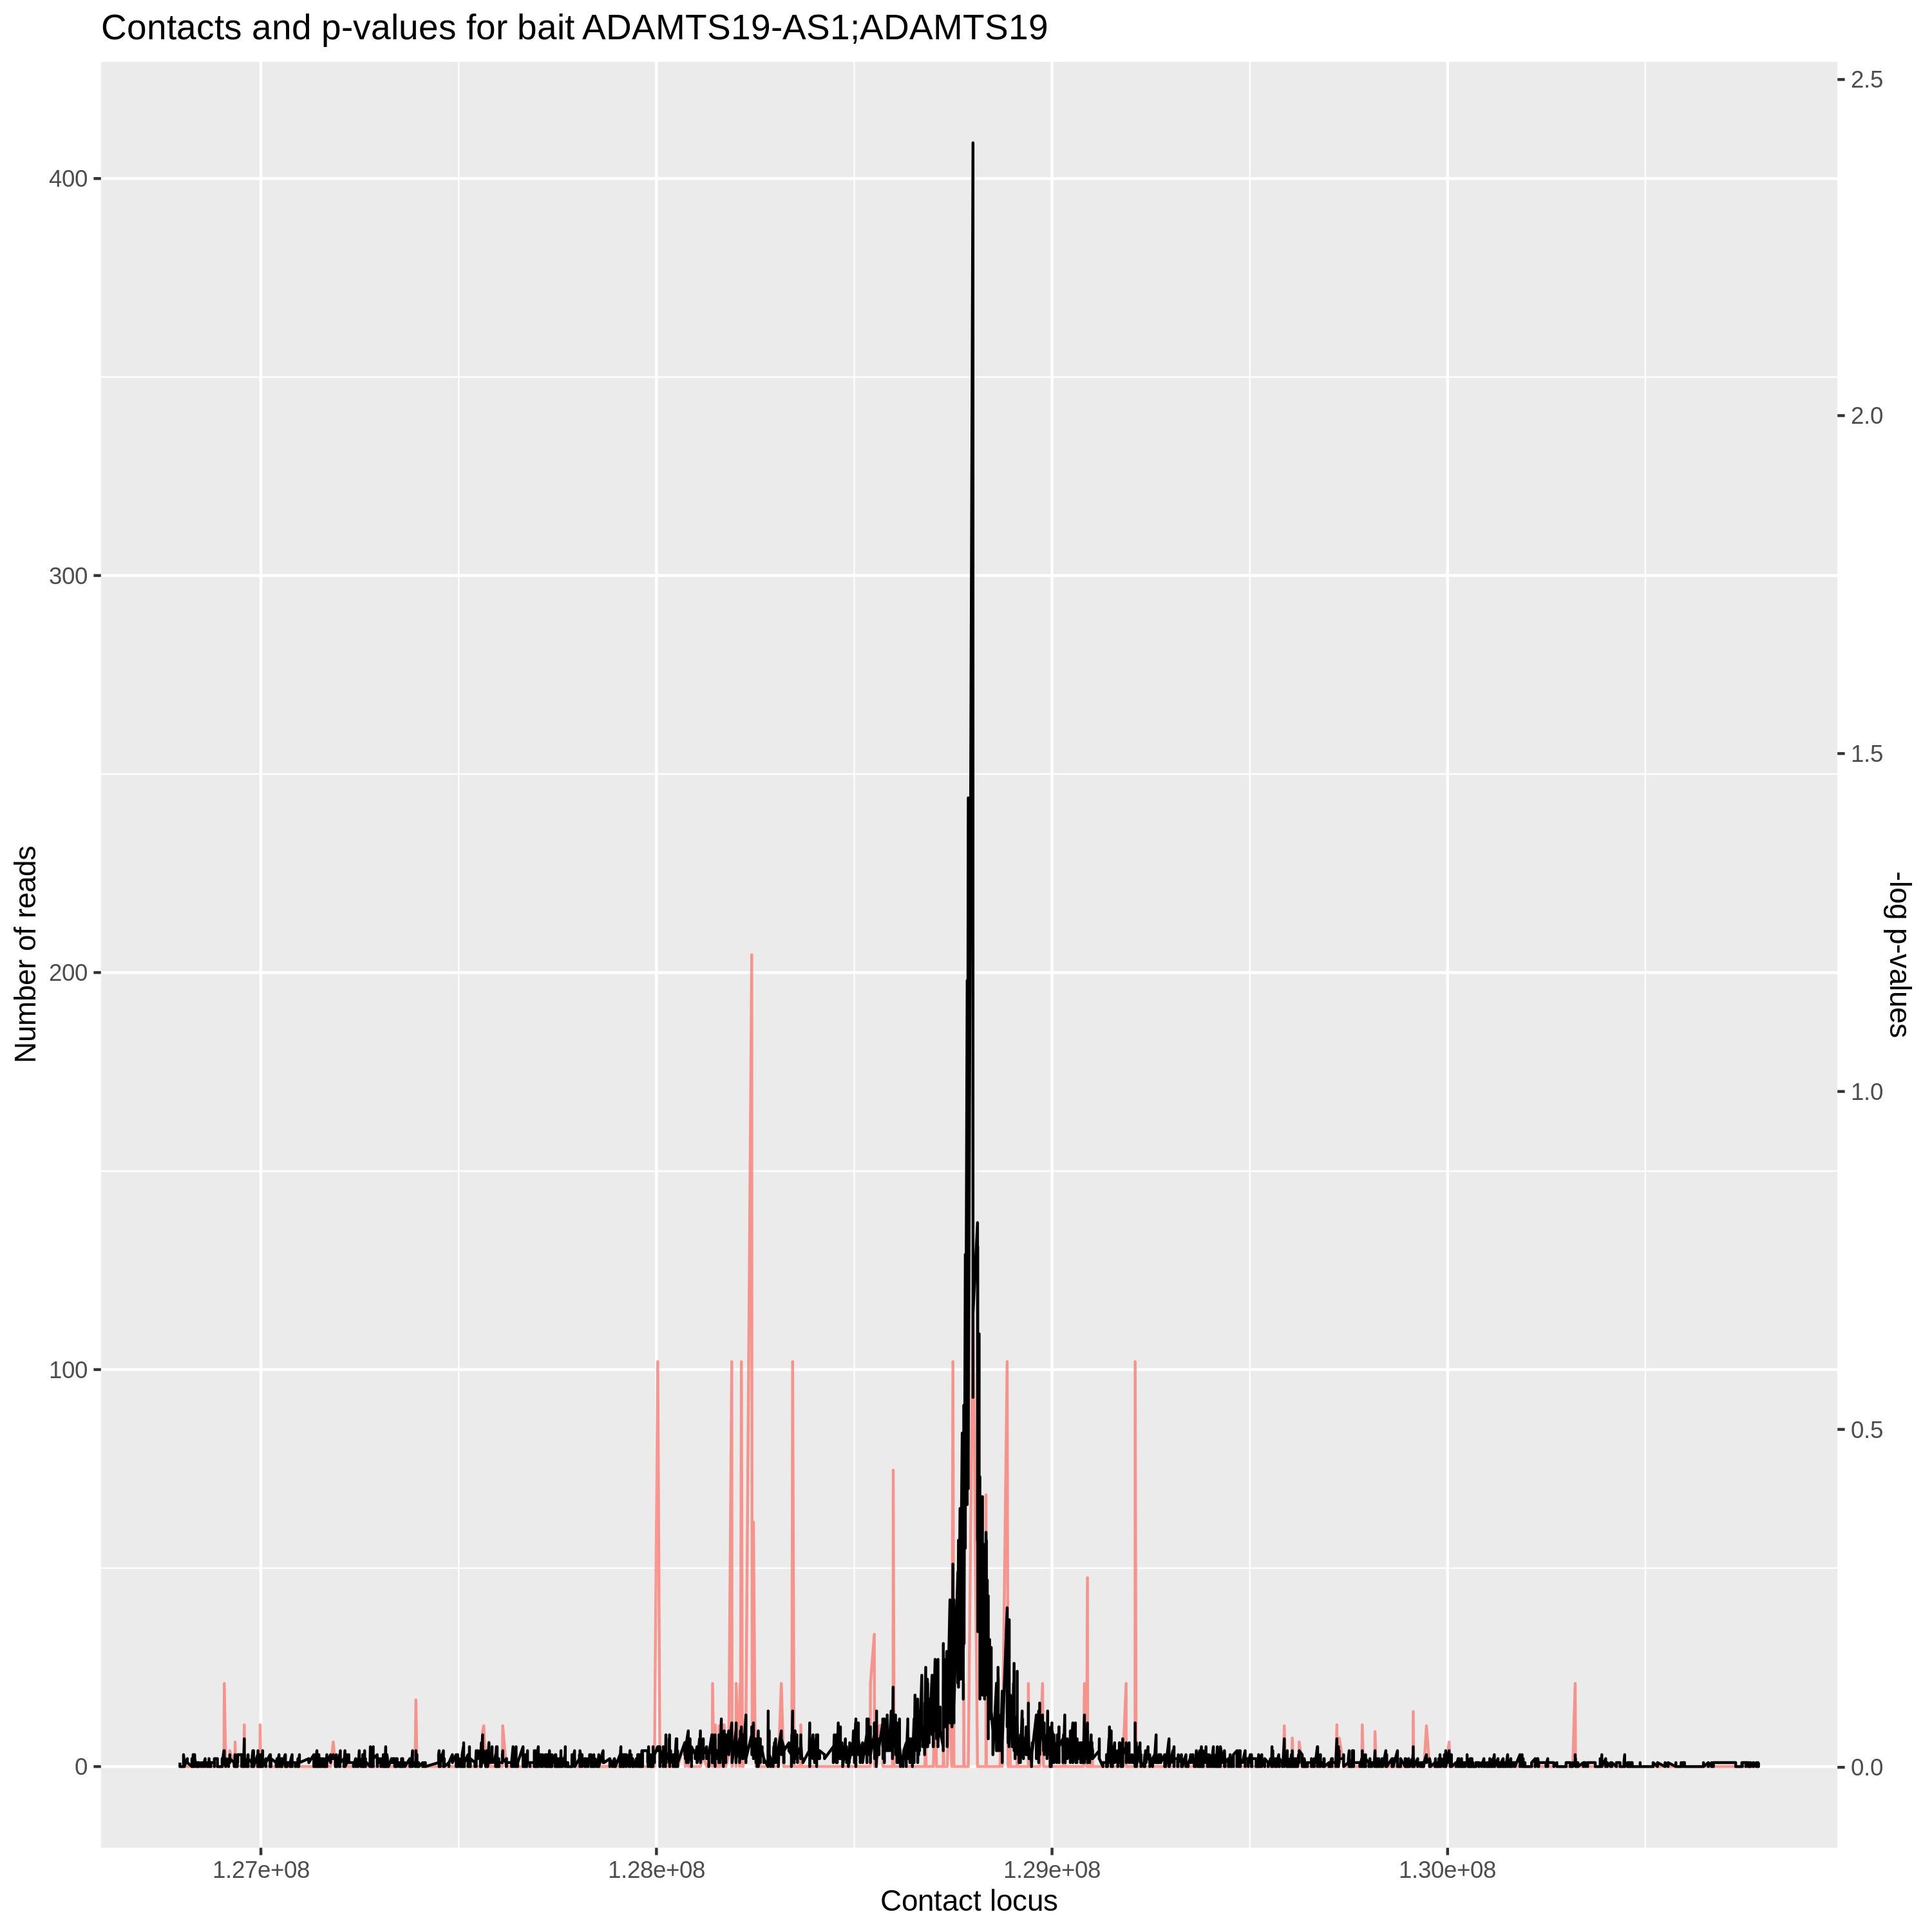 Contacts and p-values for bait ADAMTS19-AS1;ADAMTS19
Number of reads
400
300
200
100
0
2.5
2.0
1.5
1.0
0.5
0.0
-log p-values
1.27e+08
1.28e+08
1.29e+08
1.30e+08
Contact locus